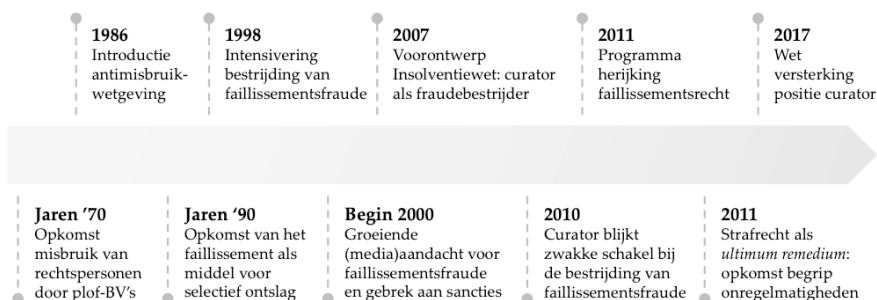 1986
Introductie
antimisbruik-
wetgeving
1998
Intensivering
bestrijding van
faillissementsfraude
2007
Voorontwerp
Insolventiewet: curator
als fraudebestrijder
2011
Programma
herijking
faillissementsrecht
2017
Wet
versterking
positie curator
Jaren ’70
Opkomst
misbruik van
rechtspersonen
door plof-BV’s
Jaren ‘90
Opkomst van het
faillissement als
middel voor
selectief ontslag
Begin 2000
Groeiende
(media)aandacht voor
faillissementsfraude
en gebrek aan sancties
2010
Curator blijkt
zwakke schakel bij
de bestrijding van
faillissementsfraude
2011
Strafrecht als
ultimum remedium:
opkomst begrip
onregelmatigheden